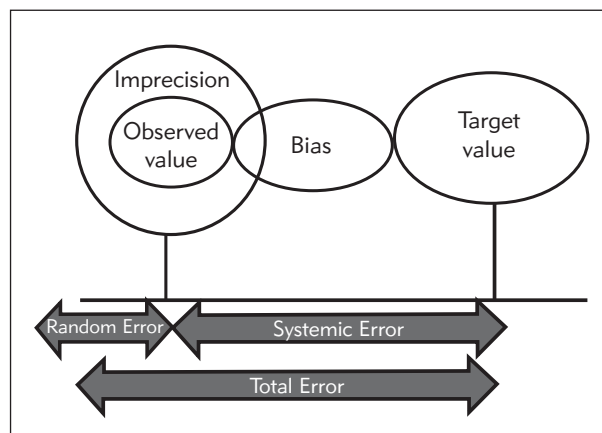 Imprecision
Observed
value
Bias
Target
value
Random Error
Systemic Error
Total Error